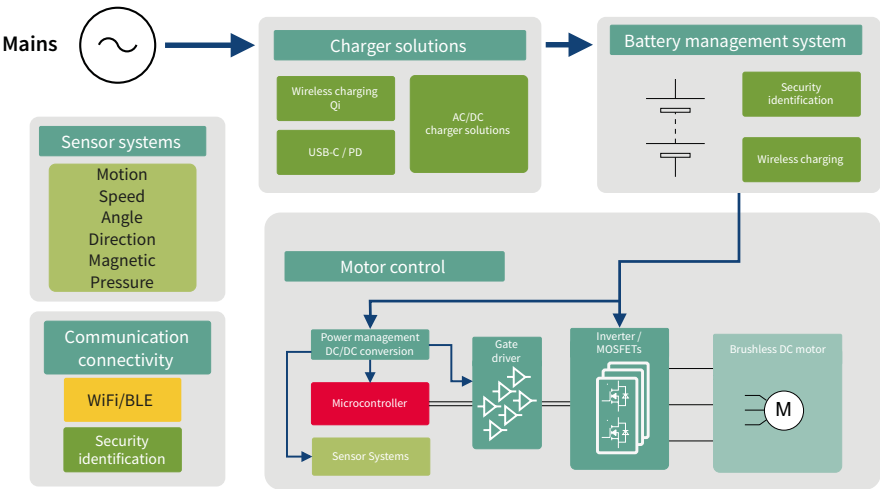 Mains
Charger solutions
Wireless charging
Qi
USB-C / PD
AC/DC
charger solutions
Battery management system
Security
identification
Wireless charging
Sensor systems
Motion
Speed
Angle
Direction
Magnetic
Pressure
Communication
connectivity
WiFi/BLE
Security
identification
Motor control
Power management
DC/DC conversion
Microcontroller
Sensor Systems
Gate
driver
Inverter /
MOSFETs
Brushless DC motor
M